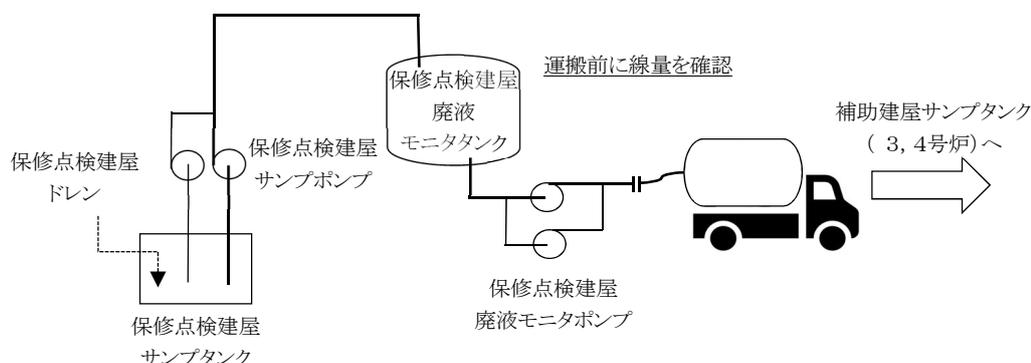 保修点検建屋
廃液
モニタタンク
運搬前に線量を確認
補助建屋サンプタンク
( 3, 4号炉)へ
保修点検建屋
サンプポンプ
保修点検建屋
ドレン
保修点検建屋
廃液モニタポンプ
保修点検建屋
サンプタンク